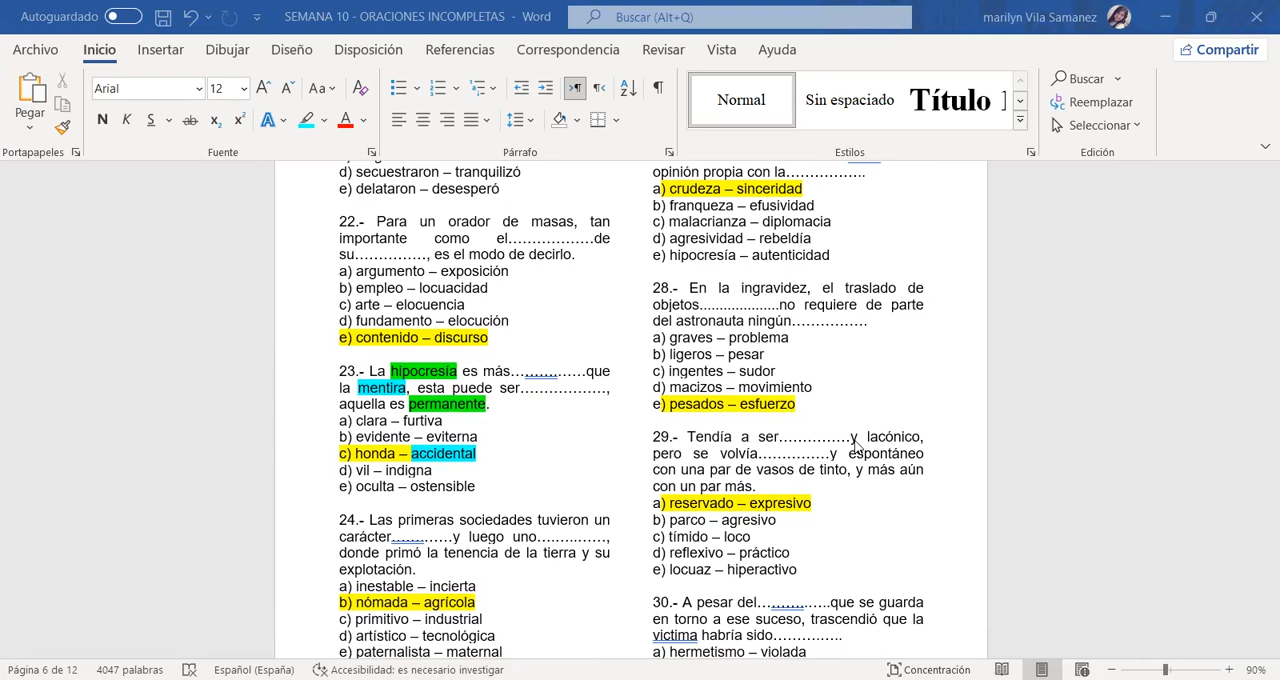 Autoguardado
SEMANA 10 - ORACIONES INCOMPLETAS - Word
Buscar (Alt+Q)
marilyn Vila Samanez
Archivo Inicio Insertar Dibujar Diseño Disposición Referencias Correspondencia Revisar Vista Ayuda
Compartir
Pegar
Arial 12
Normal
Sin espaciado
Título
Buscar
Reemplazar
Seleccionar
Portapapeles Fuente Párrafo Estilos Edición
d) secuestraron – tranquilizó
e) delataron – desesperó
22.- Para un orador de masas, tan
importante como el………………de
su……………, es el modo de decirlo.
a) argumento – exposición
b) empleo – locuacidad
c) arte – elocuencia
d) fundamento – elocución
e) contenido – discurso
23.- La hipocresía es más…………….…que
la mentira, esta puede ser………………,
aquella es permanente.
a) clara – furtiva
b) evidente – eviterna
c) honda – accidental
d) vil – indigna
e) oculta – ostensible
24.- Las primeras sociedades tuvieron un
carácter…………y luego uno…………,
donde primó la tenencia de la tierra y su
explotación.
a) inestable – incierta
b) nómada – agrícola
c) primitivo – industrial
d) artístico – tecnológica
e) paternalista – maternal
opinión propia con la……………..
a) crudeza – sinceridad
b) franqueza – efusividad
c) malacrianza – diplomacia
d) agresividad – rebeldía
e) hipocresía – autenticidad
28.- En la ingravidez, el traslado de
objetos....................no requiere de parte
del astronauta ningún……………
a) graves – problema
b) ligeros – pesar
c) ingentes – sudor
d) macizos – movimiento
e) pesados – esfuerzo
29.- Tendía a ser……………y lacónico,
pero se volvía……………y espontáneo
con una par de vasos de tinto, y más aún
con un par más.
a) reservado – expresivo
b) parco – agresivo
c) tímido – loco
d) reflexivo – práctico
e) locuaz – hiperactivo
30.- A pesar del……………que se guarda
en torno a ese suceso, trascendió que la
victima habría sido…………..
a) hermetismo – violada
Página 6 de 12
4047 palabras
Español (España)
Accesibilidad: es necesario investigar
Concentración
90%